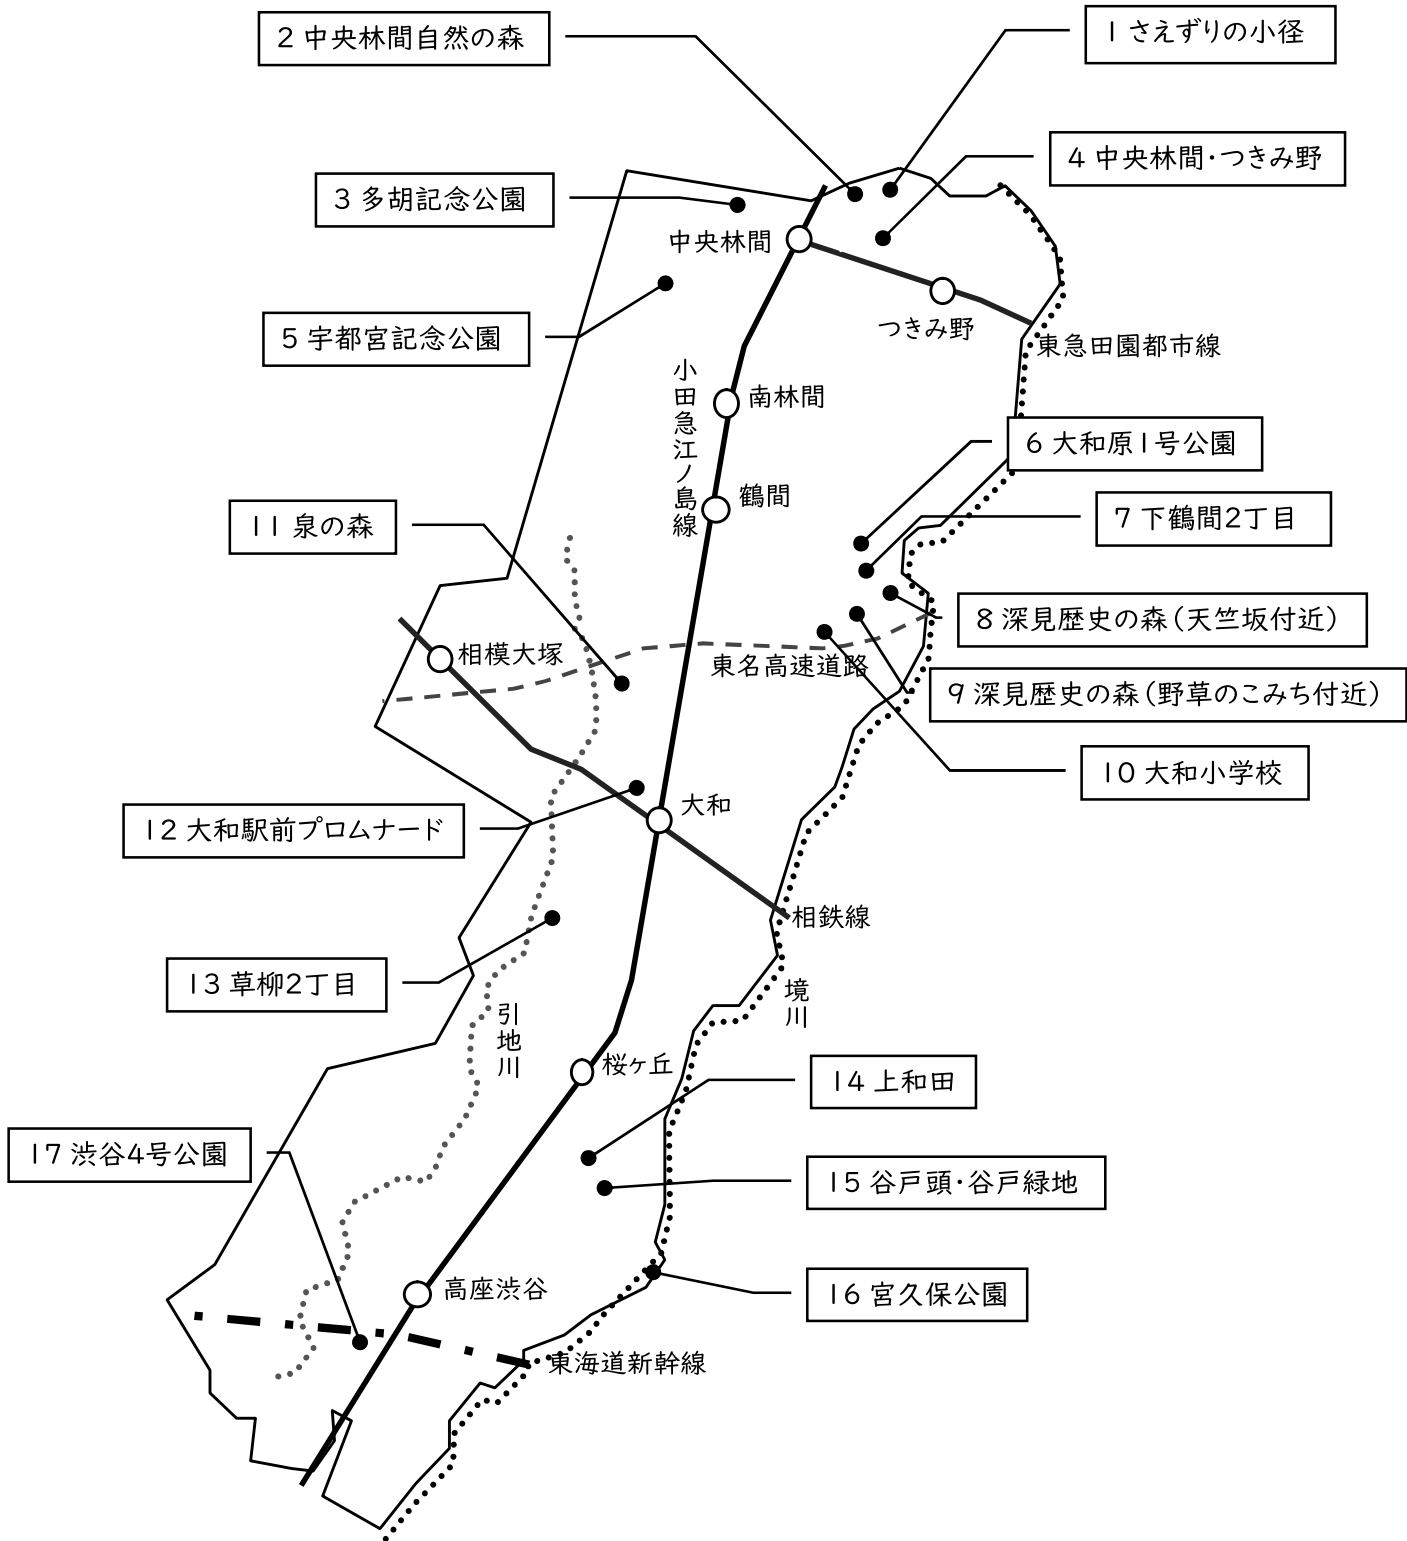 2 中央林間自然の森
1 さえずりの小径
4 中央林間・つきみ野
3 多胡記念公園
中央林間
5 宇都宮記念公園
つきみ野
東急田園都市線
小田急江ノ島線
南林間
6 大和原1号公園
鶴間
11 泉の森
7 下鶴間2丁目
8 深見歴史の森(天竺坂付近)
相模大塚
東名高速道路
9 深見歴史の森(野草のこみち付近)
10 大和小学校
大和
12 大和駅前プロムナード
相鉄線
13 草柳2丁目
境川
引地川
桜ヶ丘
14 上和田
17 渋谷4号公園
15 谷戸頭・谷戸緑地
高座渋谷
16 宮久保公園
東海道新幹線